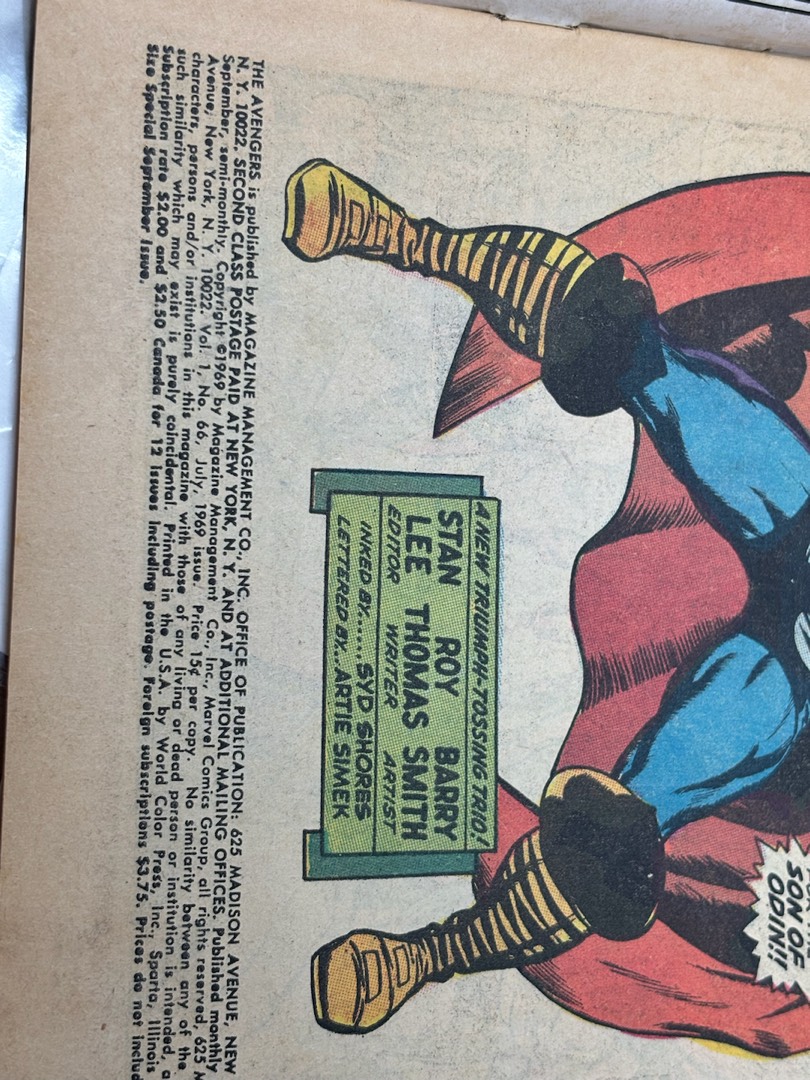 SON OF
ODIN!!
A NEW TRIUMPH-TOSSING TRIO!
STAN ROY BARRY
LEE THOMAS SMITH
EDITOR WRITER ARTIST
INKED BY...... SYD SHORES
LETTERED BY...ARTIE SIMEK
THE AVENGERS is published by MAGAZINE MANAGEMENT CO., INC. OFFICE OF PUBLICATION: 625 MADISON AVENUE, NEW
N. Y. 10022. SECOND CLASS POSTAGE PAID AT NEW YORK, N. Y. AND AT ADDITIONAL MAILING OFFICES. Published monthly
September, semi-monthly. Copyright ©1969 by Magazine Management Co., Inc., Marvel Comics Group, all rights reserved, 625
Avenue, New York, N. Y. 10022. Vol. 1, No. 66, July, 1969 issue. Price 15¢ per copy. No similarity between any of the
characters, persons and/or institutions in this magazine with those of any living or dead person or institution is intended,
such similarity which may exist is purely coincidental. Printed in the U.S.A. by World Color Press, Inc., Sparta, Illinois
Subscription rate $2.00 and $2.50 Canada for 12 issues including postage. Foreign subscriptions $3.75. Prices do not
Size Special September issue.